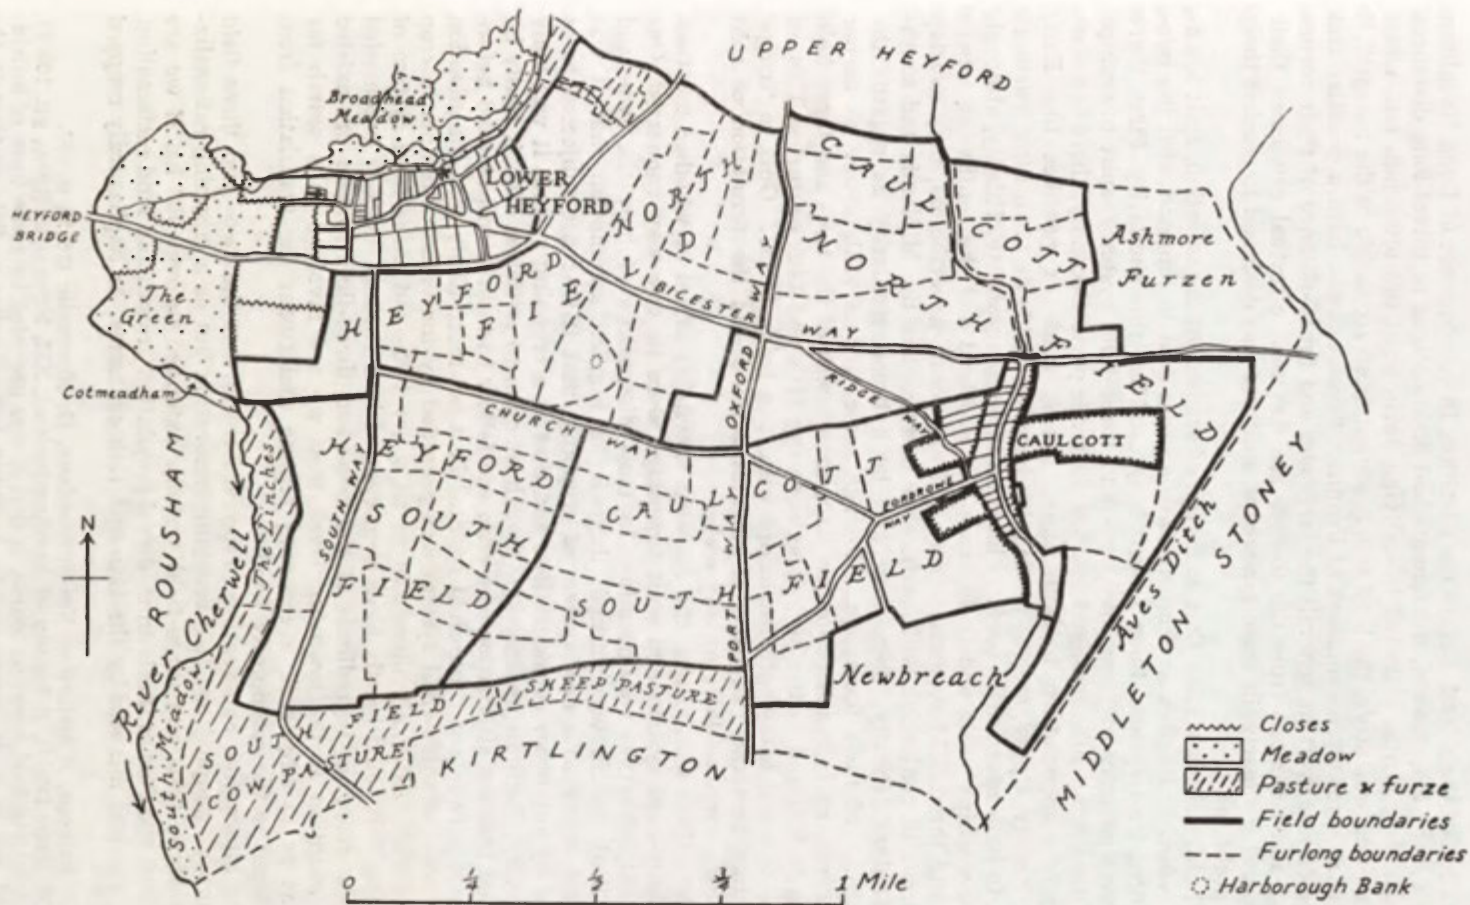 UPPER HEYFORD
Broadhead
Meadow
LOWER
HEYFORD
HEYFORD
BRIDGE
The
Green
Cotmeadham
HEYFORD
NORTH
FIELD
CAULCOTT
NORTH
FIELD
Ashmore
Furzen
BICESTER WAY
OXFORD WAY
RIDGE WAY
CHURCH WAY
SOUTH WAY
PORT WAY
FORDROWE WAY
CAULCOTT
HEYFORD
SOUTH
FIELD
CAULCOTT
SOUTH FIELD
ROUSHAM
River Cherwell
The Linches
South Meadow
SOUTH FIELD
COW PASTURE
SHEEP PASTURE
KIRTLINGTON
Newbreach
Aves Ditch
MIDDLETON STONEY
N
Closes
Meadow
Pasture & furze
Field boundaries
Furlong boundaries
Harborough Bank
0 ¼ ½ ¾ 1 Mile